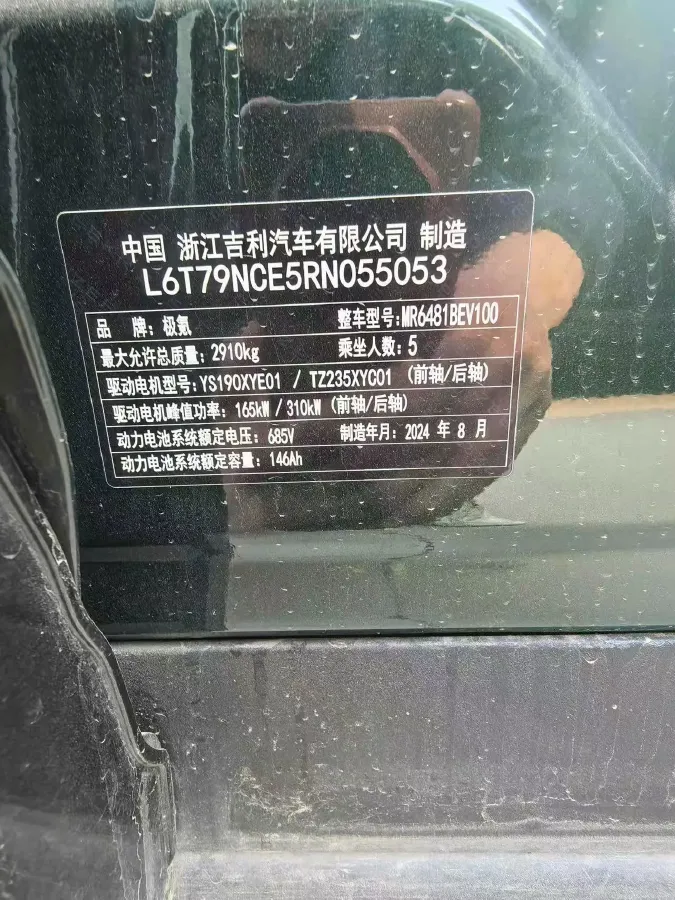 中国 浙江吉利汽车有限公司 制造
L6T79NCE5RN055053
品 牌: 极氪 整车型号:MR6481BEV100
最大允许总质量: 2910kg 乘坐人数: 5
驱动电机型号: YS190XYE01 / TZ235XYC01 (前轴/后轴)
驱动电机峰值功率: 165kW / 310kW (前轴/后轴)
动力电池系统额定电压: 685V 制造年月: 2024 年 8 月
动力电池系统额定容量: 146Ah